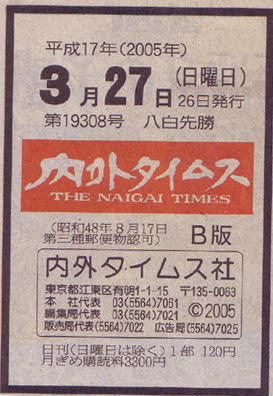 平成17年(2005年)
3月27日(日曜日)
26日発行
第19308号 八白先勝
内外タイムス
THE NAIGAI TIMES
(昭和48年8月17日
第三種郵便物認可) B版
内外タイムス社
東京都江東区有明1-1-15 〒135-0063
本社代表 03(5564)7061
編集局代表 03(5564)7021
販売局代表(5564)7022 広告局(5564)7025
©2005
日刊(日曜日は除く)1部 120円
月ぎめ購読料3300円